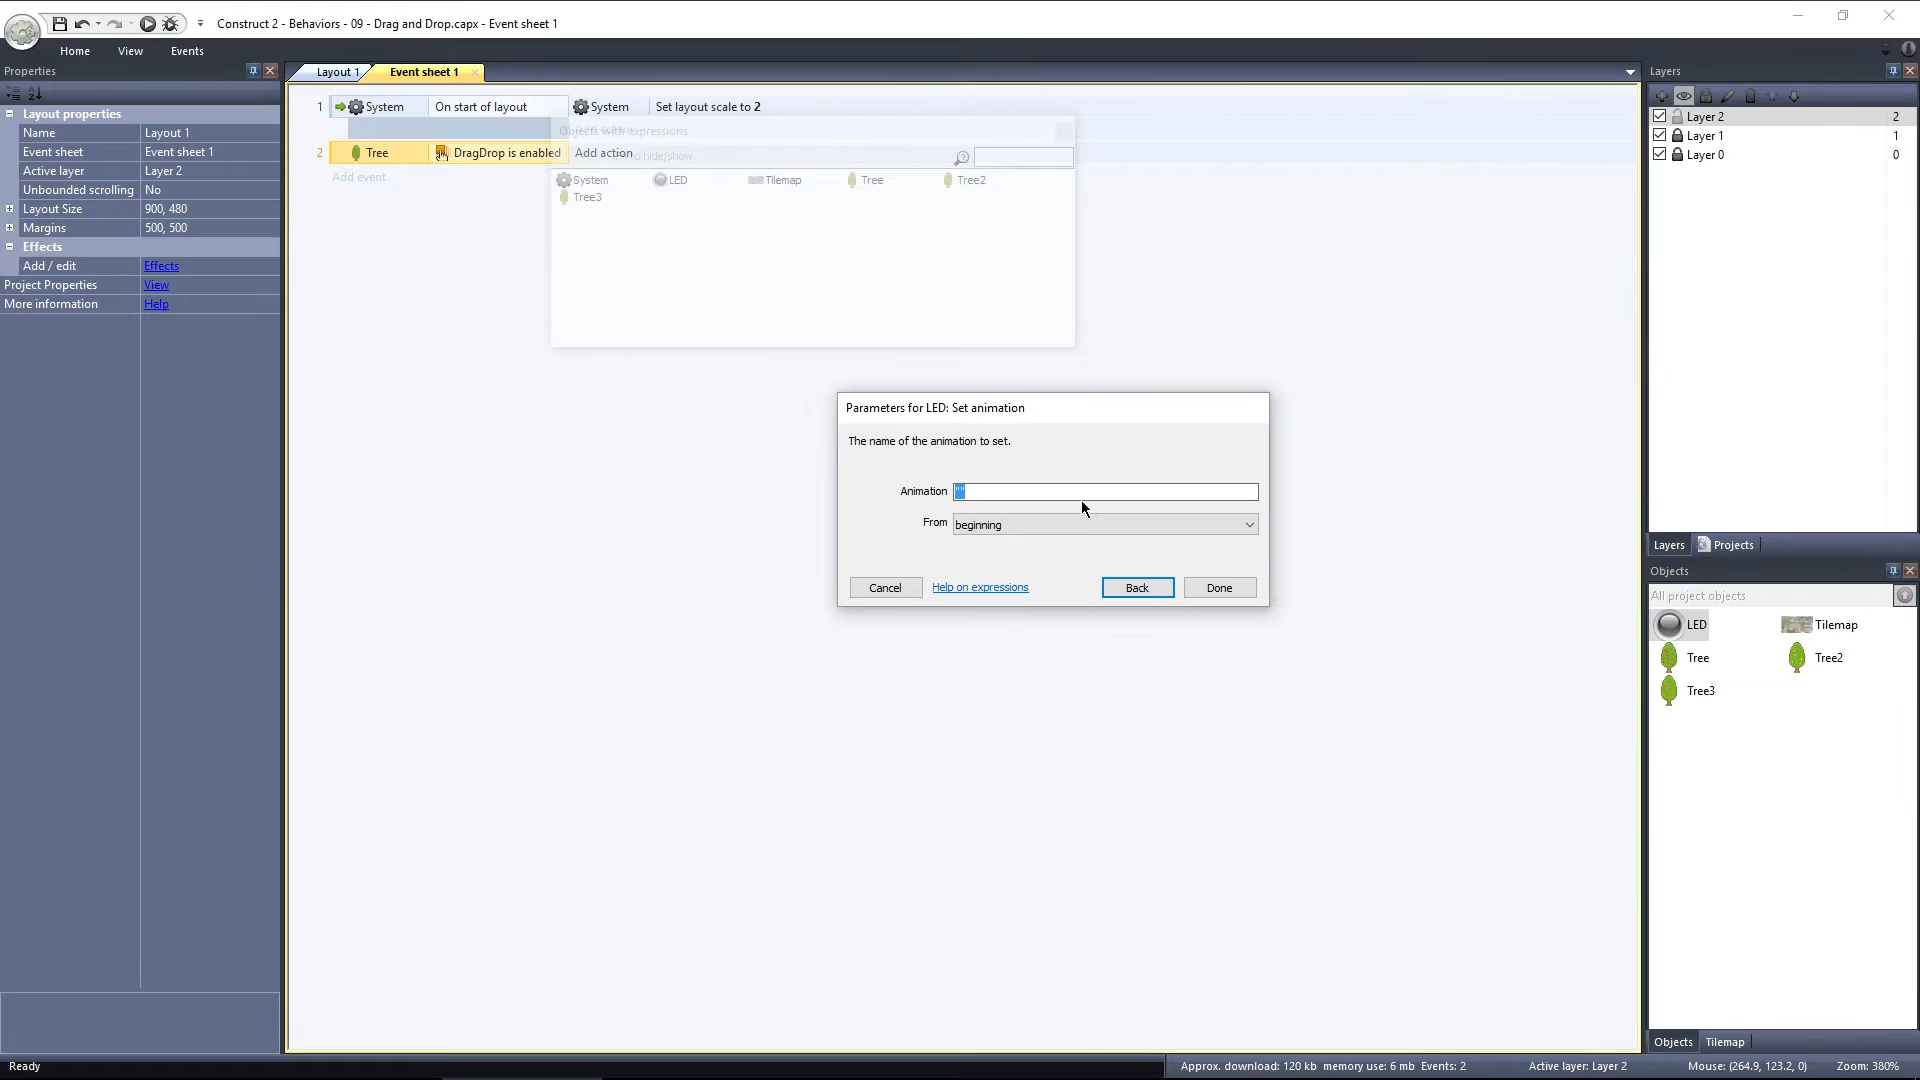 Construct 2 - Behaviors - 09 - Drag and Drop.capx - Event sheet 1
Home View Events
Properties
Layout properties
Name Layout 1
Event sheet Event sheet 1
Active layer Layer 2
Unbounded scrolling No
Layout Size 900, 480
Margins 500, 500
Effects
Add / edit Effects
Project Properties View
More information Help
Layout 1 Event sheet 1
1 System On start of layout System Set layout scale to 2
Objects with expressions
2 Tree DragDrop is enabled Add action
hide/show
Add event
System LED Tilemap Tree Tree2
Tree3
Parameters for LED: Set animation
The name of the animation to set.
Animation ""
From beginning
Cancel Help on expressions Back Done
Layers
Layer 2 2
Layer 1 1
Layer 0 0
Layers Projects
Objects
All project objects
LED Tilemap
Tree Tree2
Tree3
Objects Tilemap
Ready
Approx. download: 120 kb memory use: 6 mb Events: 2 Active layer: Layer 2 Mouse: (264.9, 123.2, 0) Zoom: 380%